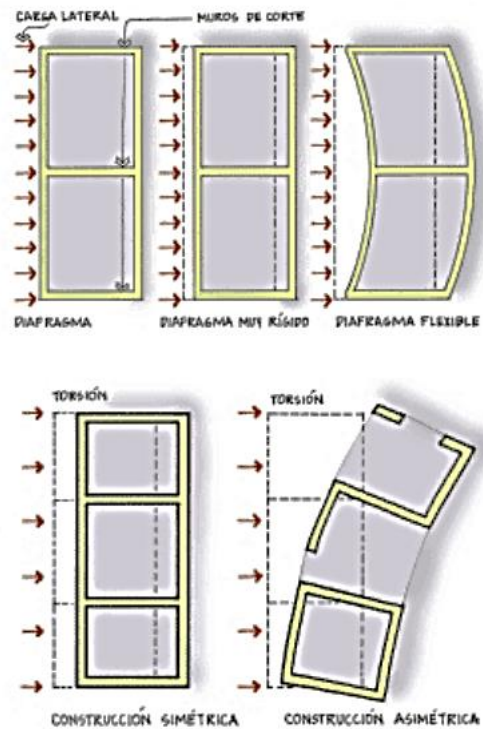 CARGA LATERAL
MUROS DE CORTE
DIAFRAGMA
DIAFRAGMA MUY RÍGIDO
DIAFRAGMA FLEXIBLE
TORSIÓN
TORSIÓN
CONSTRUCCIÓN SIMÉTRICA
CONSTRUCCIÓN ASIMÉTRICA